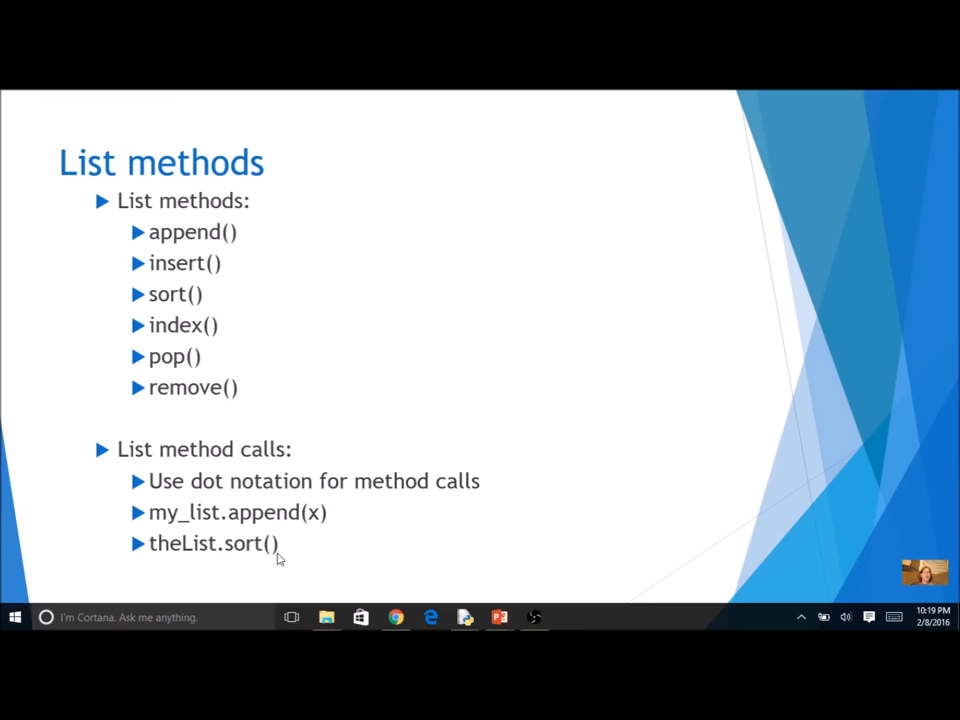 List methods
List methods:
append()
insert()
sort()
index()
pop()
remove()
List method calls:
Use dot notation for method calls
my_list.append(x)
theList.sort()
I'm Cortana. Ask me anything.
10:19 PM
2/8/2016